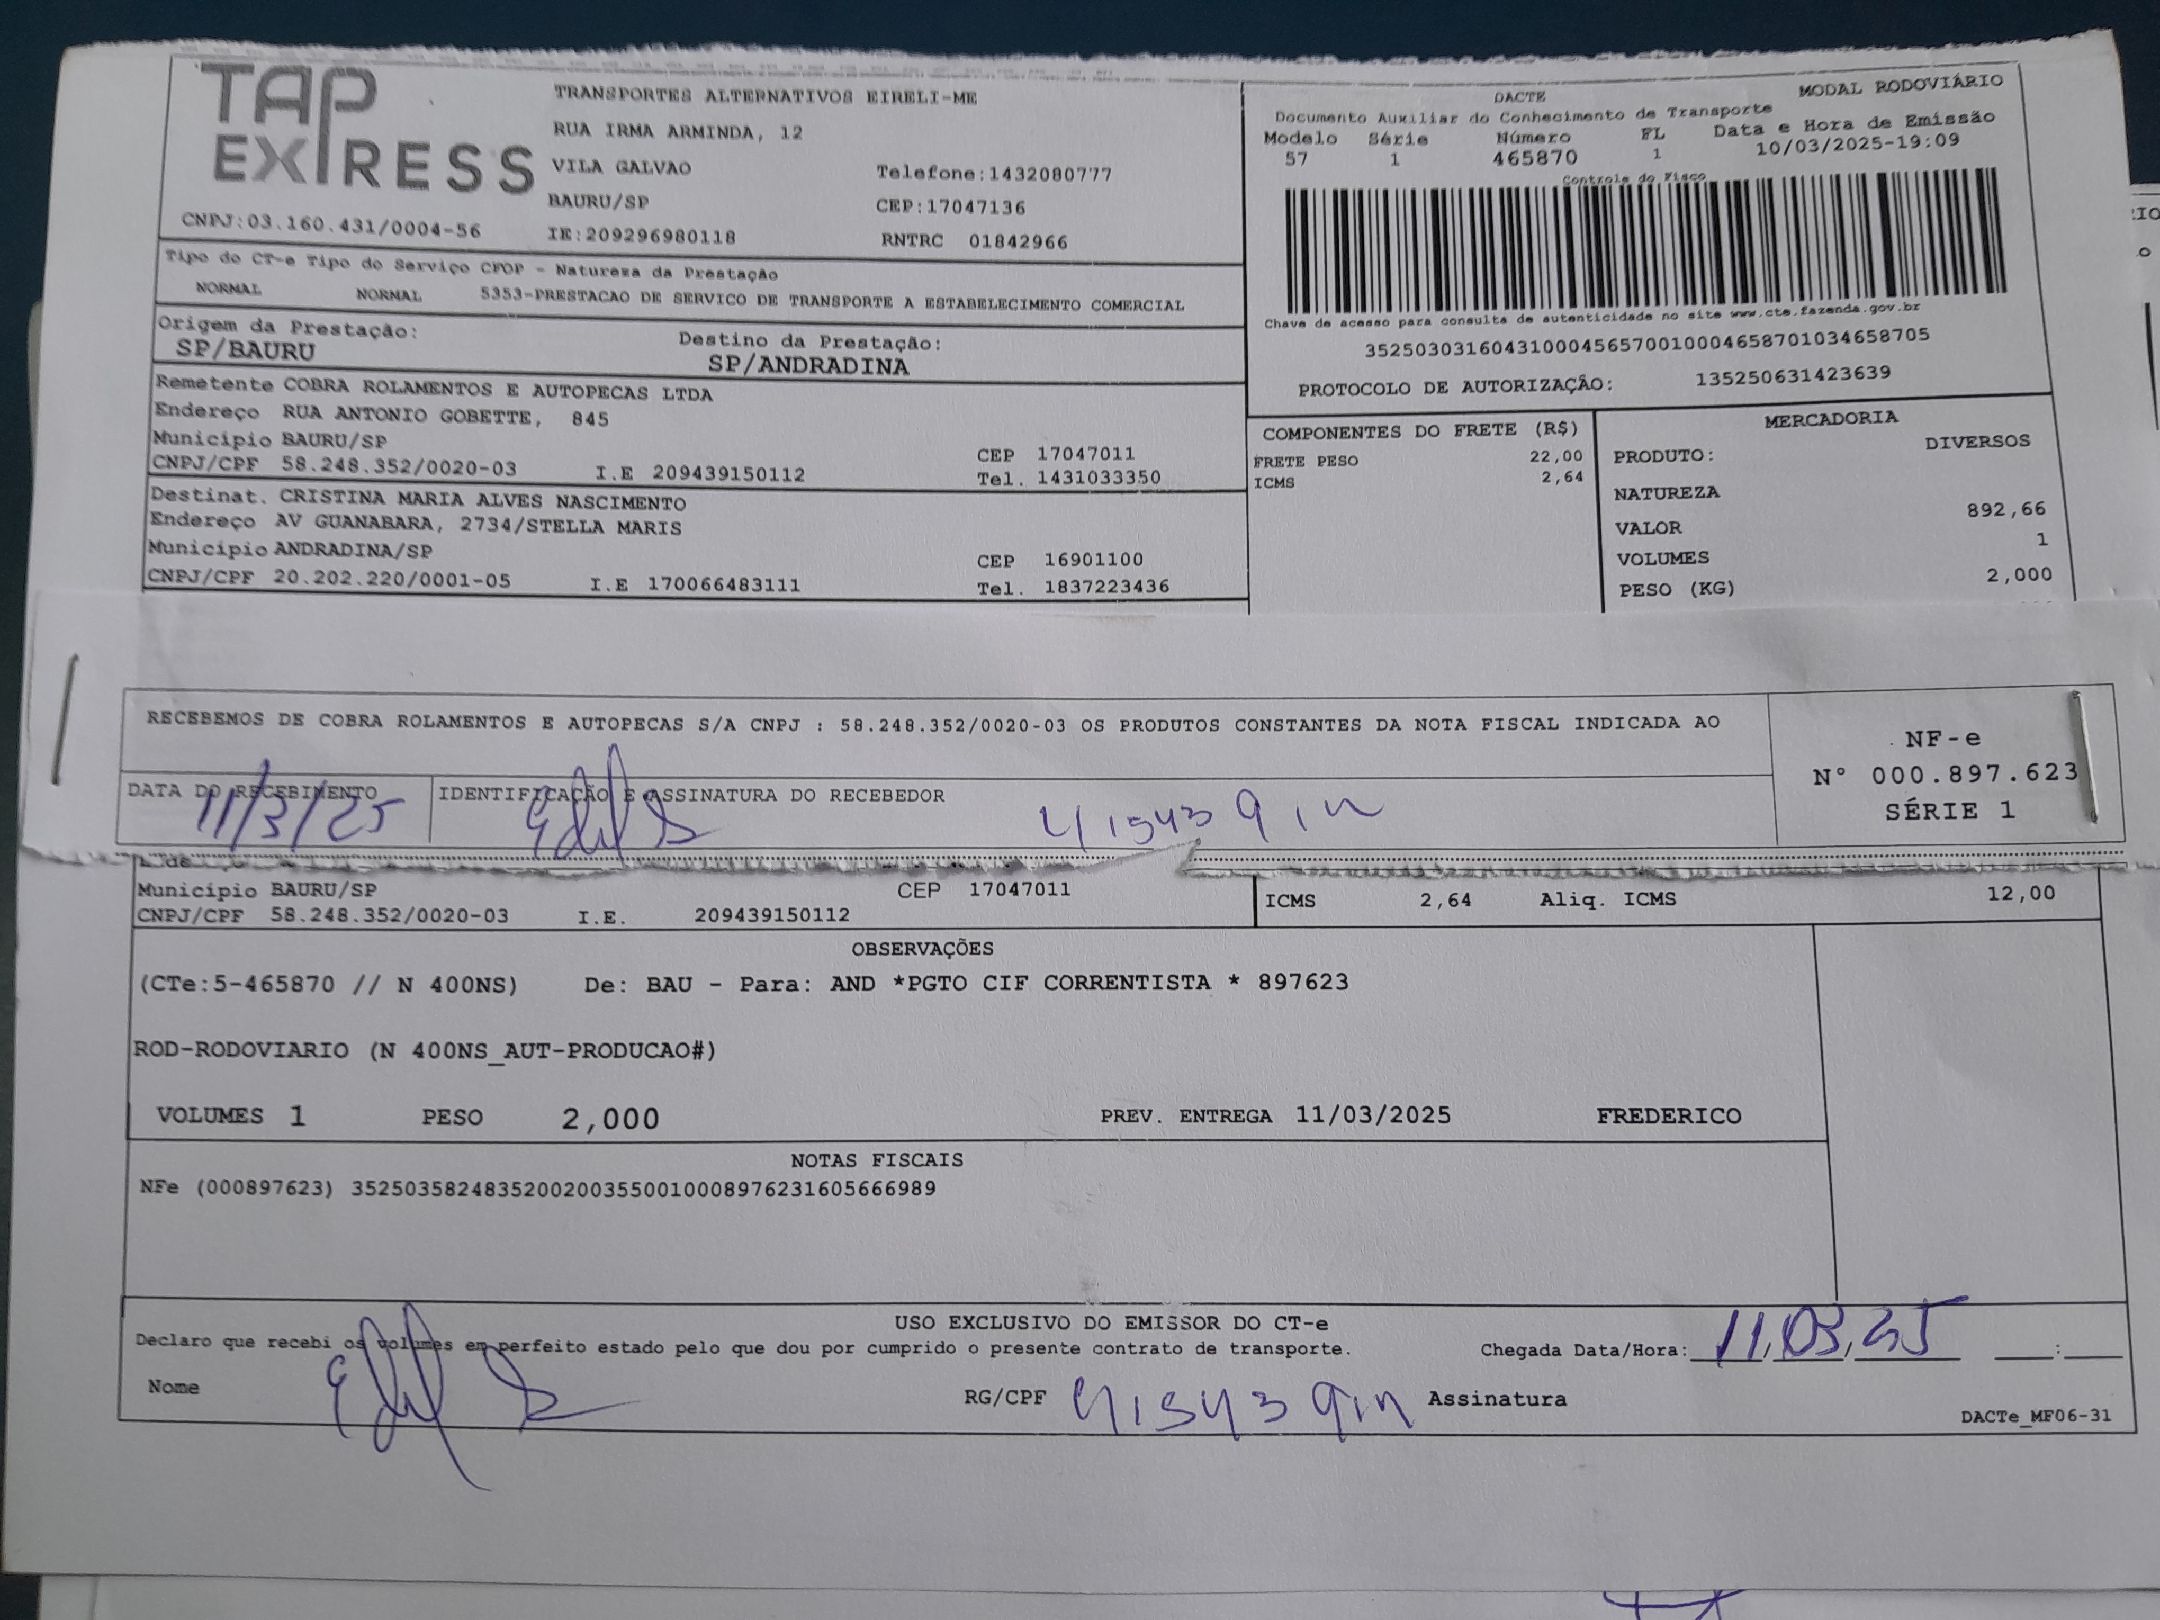 TAP EXPRESS
TRANSPORTES ALTERNATIVOS EIRELI-ME
RUA IRMA ARMINDA, 12
VILA GALVAO Telefone:1432080777
BAURU/SP CEP:17047136
CNPJ:03.160.431/0004-56 IE:209296980118 RNTRC 01842966
DACTE MODAL RODOVIÁRIO
Documento Auxiliar do Conhecimento de Transporte
Modelo Série Número FL Data e Hora de Emissão
57 1 465870 1 10/03/2025-19:09
Controle do Fisco
Chave de acesso para consulta de autenticidade no site www.cte.fazenda.gov.br
35250303160431000456570010004658701034658705
PROTOCOLO DE AUTORIZAÇÃO: 135250631423639
Tipo do CT-e Tipo do Serviço CFOP - Natureza da Prestação
NORMAL NORMAL 5353-PRESTACAO DE SERVICO DE TRANSPORTE A ESTABELECIMENTO COMERCIAL
Origem da Prestação: Destino da Prestação:
SP/BAURU SP/ANDRADINA
Remetente COBRA ROLAMENTOS E AUTOPECAS LTDA
Endereço RUA ANTONIO GOBETTE, 845
Município BAURU/SP CEP 17047011
CNPJ/CPF 58.248.352/0020-03 I.E 209439150112 Tel. 1431033350
Destinat. CRISTINA MARIA ALVES NASCIMENTO
Endereço AV GUANABARA, 2734/STELLA MARIS
Município ANDRADINA/SP CEP 16901100
CNPJ/CPF 20.202.220/0001-05 I.E 170066483111 Tel. 1837223436
COMPONENTES DO FRETE (R$)
FRETE PESO 22,00
ICMS 2,64
MERCADORIA
PRODUTO: DIVERSOS
NATUREZA
VALOR 892,66
VOLUMES 1
PESO (KG) 2,000
RECEBEMOS DE COBRA ROLAMENTOS E AUTOPECAS S/A CNPJ : 58.248.352/0020-03 OS PRODUTOS CONSTANTES DA NOTA FISCAL INDICADA AO
NF-e
N° 000.897.623
SÉRIE 1
DATA DO RECEBIMENTO IDENTIFICAÇÃO E ASSINATURA DO RECEBEDOR
11/3/25
Município BAURU/SP CEP 17047011
CNPJ/CPF 58.248.352/0020-03 I.E. 209439150112
ICMS 2,64 Aliq. ICMS 12,00
OBSERVAÇÕES
(CTe:5-465870 // N 400NS) De: BAU - Para: AND *PGTO CIF CORRENTISTA * 897623
ROD-RODOVIARIO (N 400NS_AUT-PRODUCAO#)
VOLUMES 1 PESO 2,000 PREV. ENTREGA 11/03/2025 FREDERICO
NOTAS FISCAIS
NFe (000897623) 35250358248352002003550010008976231605666989
USO EXCLUSIVO DO EMISSOR DO CT-e
Declaro que recebi os volumes em perfeito estado pelo que dou por cumprido o presente contrato de transporte. Chegada Data/Hora: 11,03,25 :
Nome RG/CPF Assinatura
DACTe_MF06-31